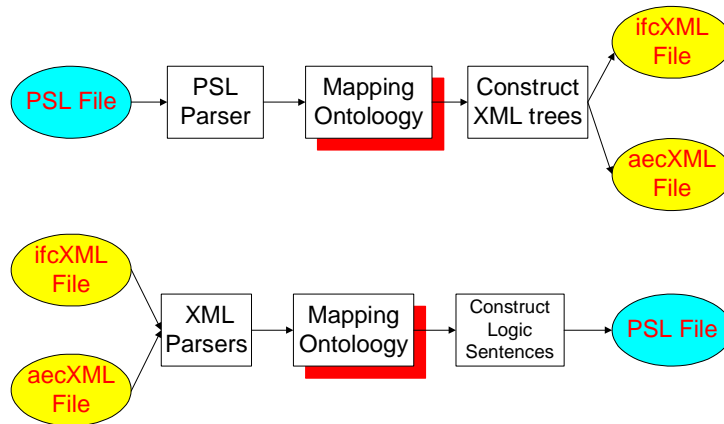 PSL File
PSL
Parser
Mapping
Ontoloogy
Construct
XML trees
ifcXML
File
aecXML
File
ifcXML
File
aecXML
File
XML
Parsers
Mapping
Ontoloogy
Construct
Logic
Sentences
PSL File